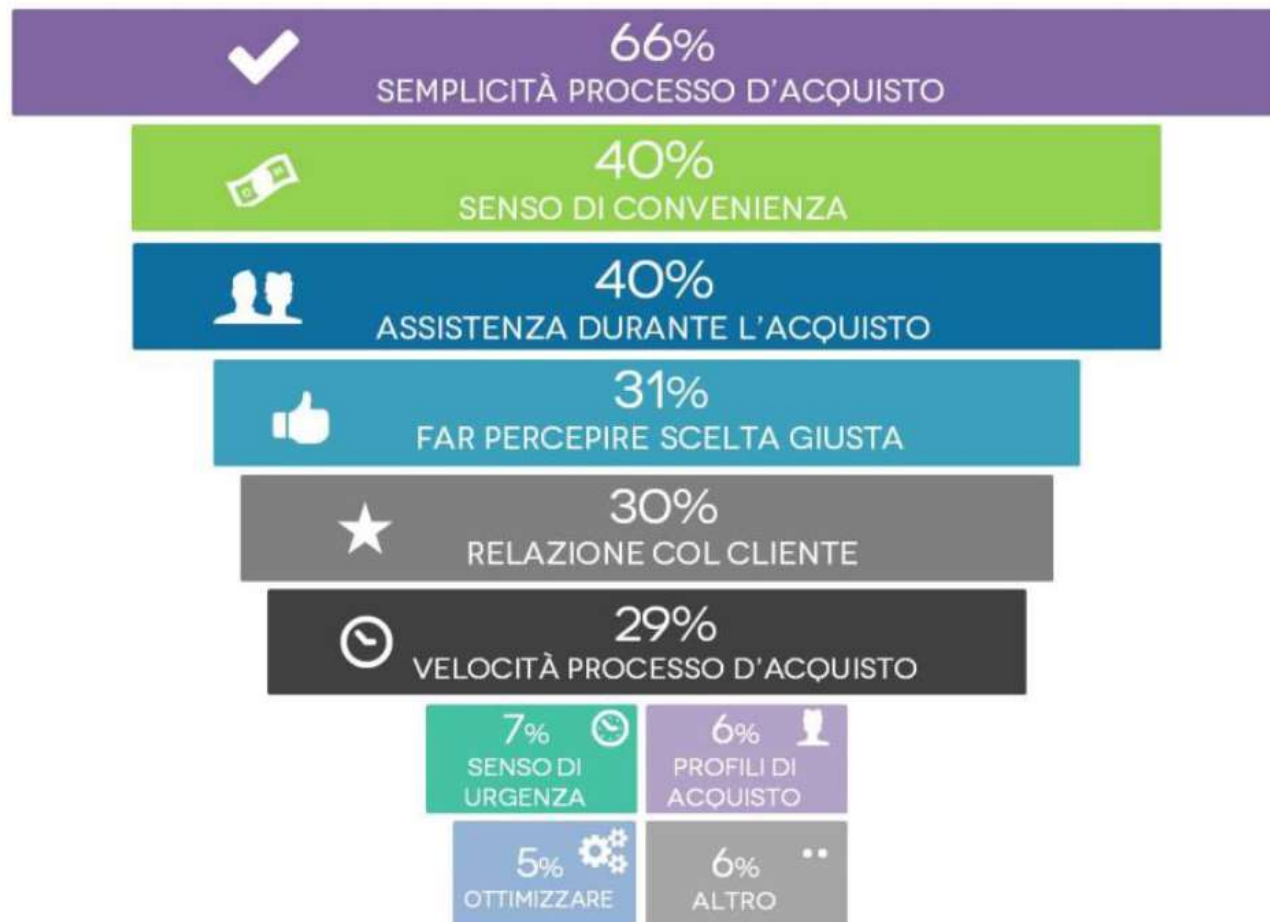 66%
SEMPLICITÀ PROCESSO D'ACQUISTO
40%
SENSO DI CONVENIENZA
40%
ASSISTENZA DURANTE L'ACQUISTO
31%
FAR PERCEPIRE SCELTA GIUSTA
30%
RELAZIONE COL CLIENTE
29%
VELOCITÀ PROCESSO D'ACQUISTO
7%
SENSO DI
URGENZA
6%
PROFILI DI
ACQUISTO
5%
OTTIMIZZARE
6%
ALTRO